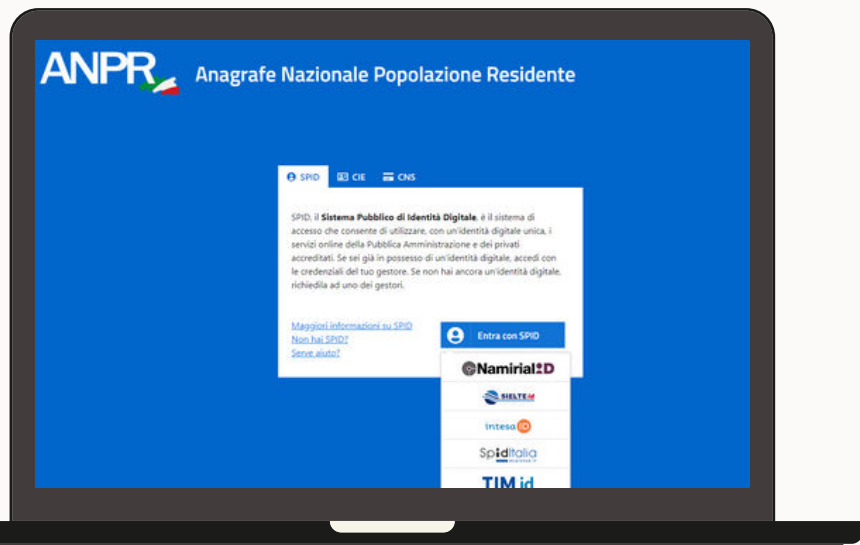 ANPR
Anagrafe Nazionale Popolazione Residente
SPID CIE CNS
SPID, il Sistema Pubblico di Identità Digitale, è il sistema di
accesso che consente di utilizzare, con un'identità digitale unica, i
servizi online della Pubblica Amministrazione e dei privati
accreditati. Se sei già in possesso di un'identità digitale, accedi con
le credenziali del tuo gestore. Se non hai ancora un'identità digitale,
richiedila ad uno dei gestori.
Maggiori informazioni su SPID
Non hai SPID?
Serve aiuto?
Entra con SPID
NamirialID
SIELTE
intesa ID
SpidItalia
TIM id